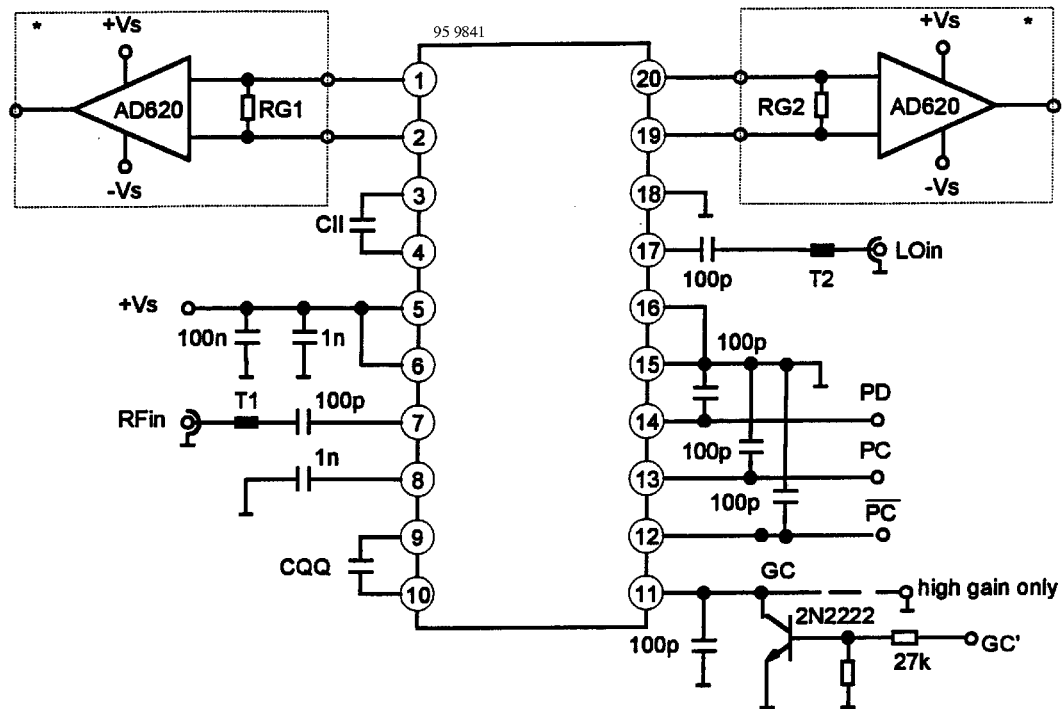 95 9841
* +Vs
AD620
RG1
-Vs
+Vs *
RG2
AD620
-Vs
1
2
3
4
5
6
7
8
9
10
20
19
18
17
16
15
14
13
12
11
CII
+Vs
100n
1n
RFin
T1
100p
1n
CQQ
100p
T2
LOin
100p
PD
100p
PC
100p
PC
GC
high gain only
2N2222
100p
27k
GC'